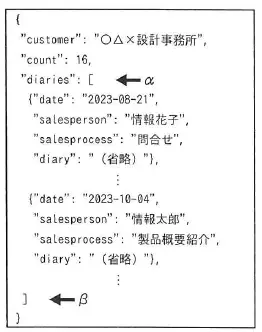 {
"customer": "○△×設計事務所",
"count": 16,
"diaries": [ ← α
{"date": "2023-08-21",
"salesperson": "情報花子",
"salesprocess": "問合せ",
"diary": "（省略）"},
⋮
{"date": "2023-10-04",
"salesperson": "情報太郎",
"salesprocess": "製品概要紹介",
"diary": "（省略）"},
⋮
] ← β
}